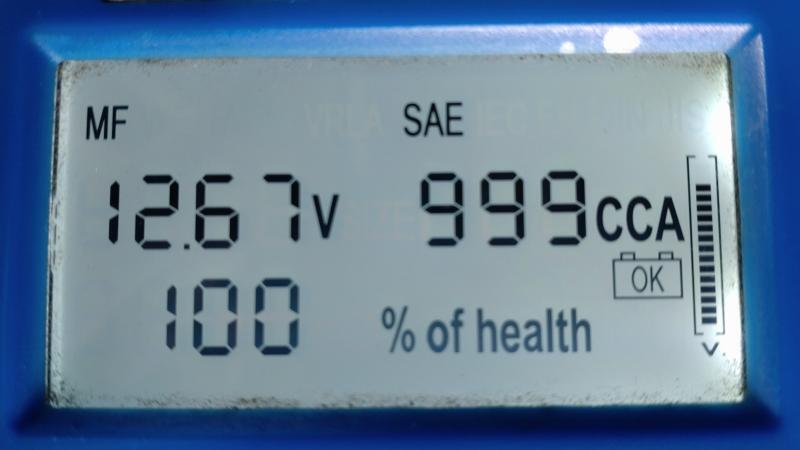 MF SAE
12.67V 999CCA
OK
100 % of health